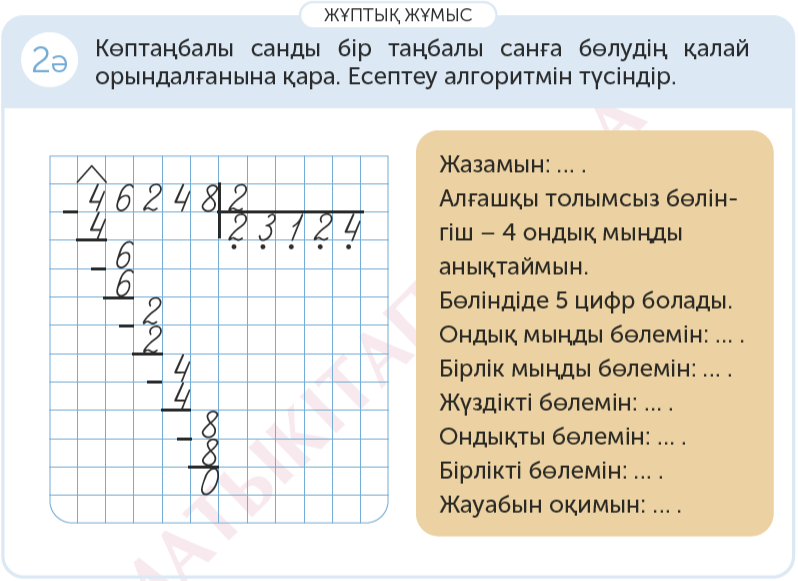 ЖҰПТЫҚ ЖҰМЫС
2ә
Көптаңбалы санды бір таңбалы санға бөлудің қалай
орындалғанына қара. Есептеу алгоритмін түсіндір.
46248 2
4 23124
6
6
2
2
4
4
8
8
0
Жазамын: ... .
Алғашқы толымсыз бөлін-
гіш – 4 ондық мыңды
анықтаймын.
Бөліндіде 5 цифр болады.
Ондық мыңды бөлемін: ... .
Бірлік мыңды бөлемін: ... .
Жүздікті бөлемін: ... .
Ондықты бөлемін: ... .
Бірлікті бөлемін: ... .
Жауабын оқимын: ... .